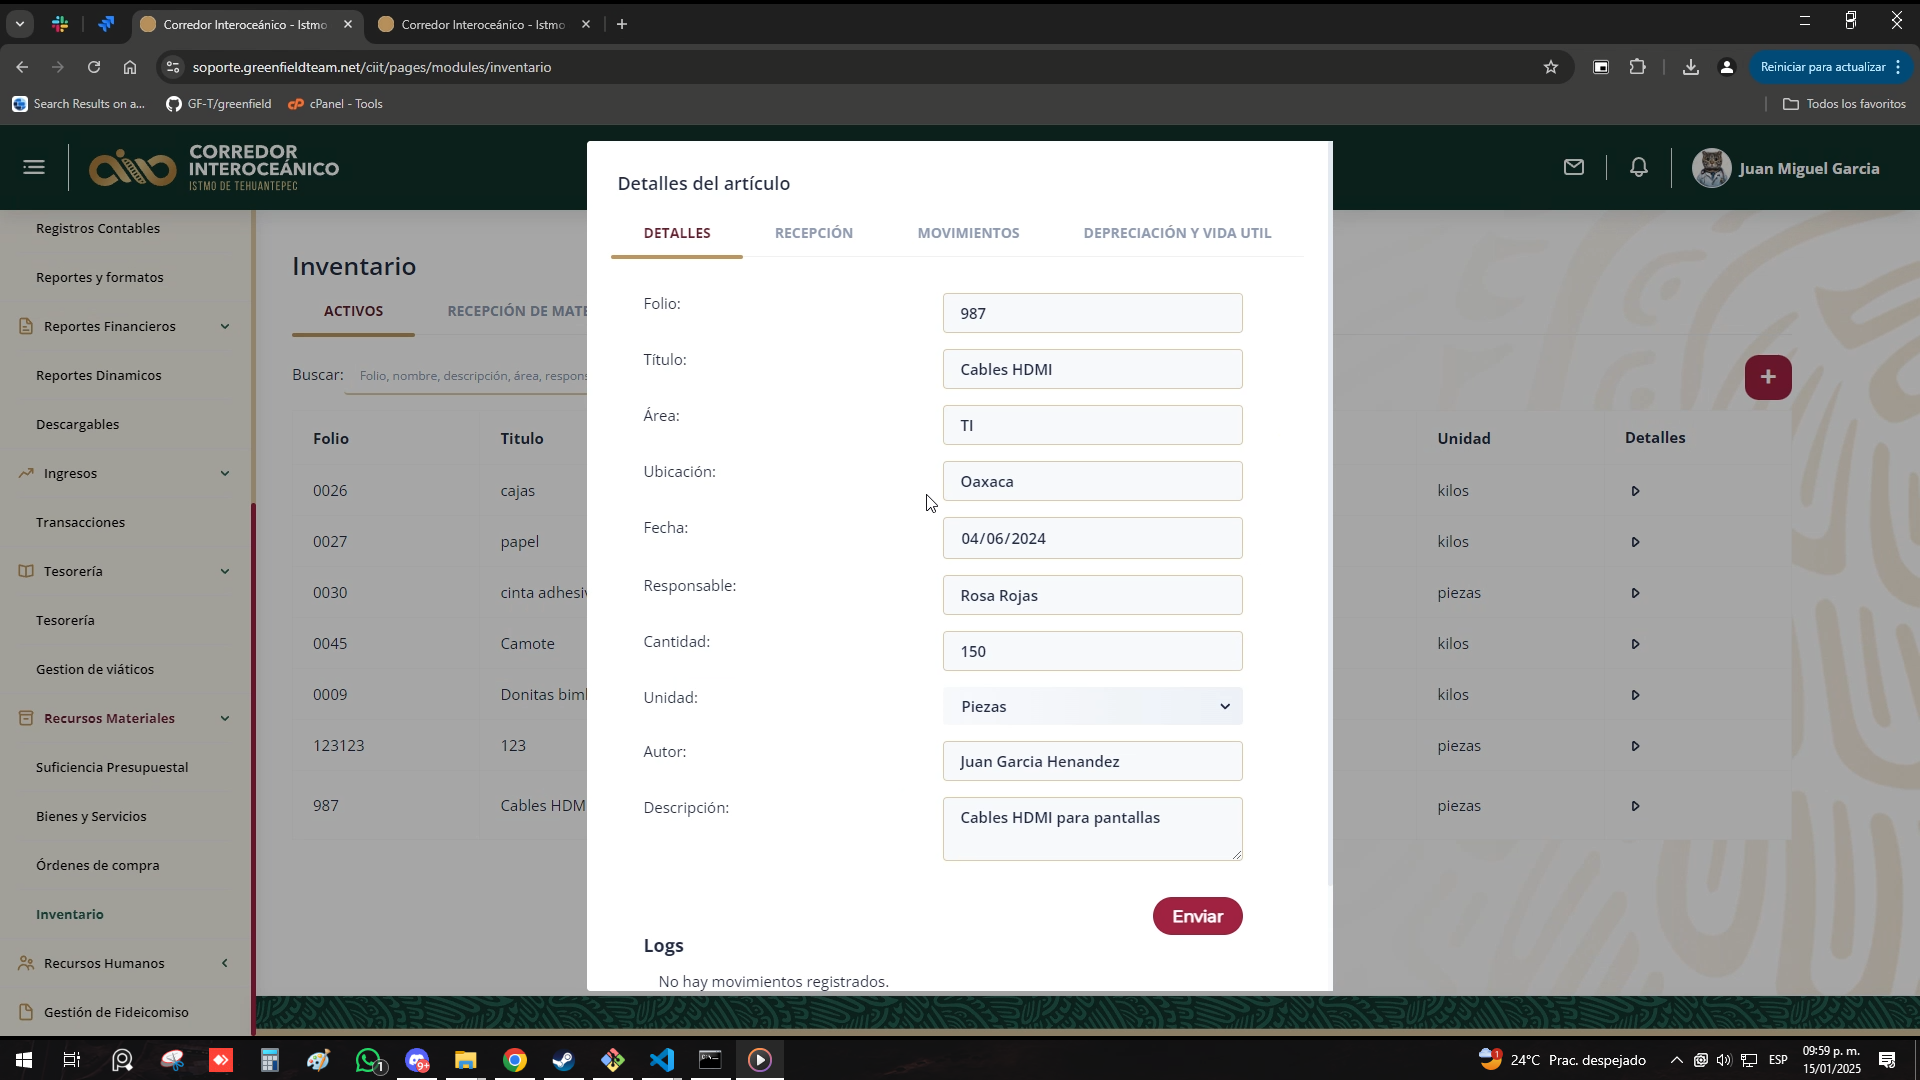 Corredor Interoceánico - Istmo
Corredor Interoceánico - Istmo
soporte.greenfieldteam.net/ciit/pages/modules/inventario
Reiniciar para actualizar
Search Results on a...
GF-T/greenfield
cPanel - Tools
Todos los favoritos
CORREDOR
INTEROCEÁNICO
ISTMO DE TEHUANTEPEC
Juan Miguel Garcia
Registros Contables
Reportes y formatos
Reportes Financieros
Reportes Dinamicos
Descargables
Ingresos
Transacciones
Tesorería
Tesorería
Gestion de viáticos
Recursos Materiales
Suficiencia Presupuestal
Bienes y Servicios
Órdenes de compra
Inventario
Recursos Humanos
Gestión de Fideicomiso
Inventario
ACTIVOS
RECEPCIÓN DE MATE
Buscar:
Folio, nombre, descripción, área, respons
+
Folio
Titulo
Unidad
Detalles
0026
cajas
kilos
0027
papel
kilos
0030
cinta adhesiv
piezas
0045
Camote
kilos
0009
Donitas bimb
kilos
123123
123
piezas
987
Cables HDM
piezas
Detalles del artículo
DETALLES
RECEPCIÓN
MOVIMIENTOS
DEPRECIACIÓN Y VIDA UTIL
Folio:
987
Título:
Cables HDMI
Área:
TI
Ubicación:
Oaxaca
Fecha:
04/06/2024
Responsable:
Rosa Rojas
Cantidad:
150
Unidad:
Piezas
Autor:
Juan Garcia Henandez
Descripción:
Cables HDMI para pantallas
Enviar
Logs
No hay movimientos registrados.
1
9+
1
24°C Prac. despejado
ESP
09:59 p. m.
15/01/2025